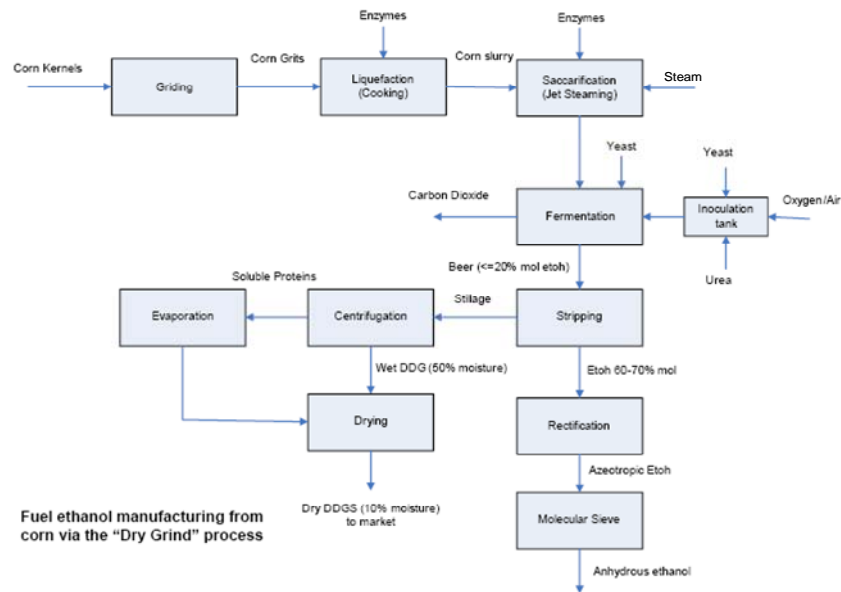 Enzymes
Enzymes
Corn Kernels
Corn Grits
Corn slurry
Griding
Liquefaction
(Cooking)
Saccarification
(Jet Steaming)
Steam
Yeast
Yeast
Carbon Dioxide
Fermentation
Inoculation
tank
Oxygen/Air
Urea
Beer (<=20% mol etoh)
Soluble Proteins
Stillage
Evaporation
Centrifugation
Stripping
Wet DDG (50% moisture)
Etoh 60-70% mol
Drying
Rectification
Azeotropic Etoh
Dry DDGS (10% moisture)
to market
Fuel ethanol manufacturing from
corn via the “Dry Grind” process
Molecular Sieve
Anhydrous ethanol